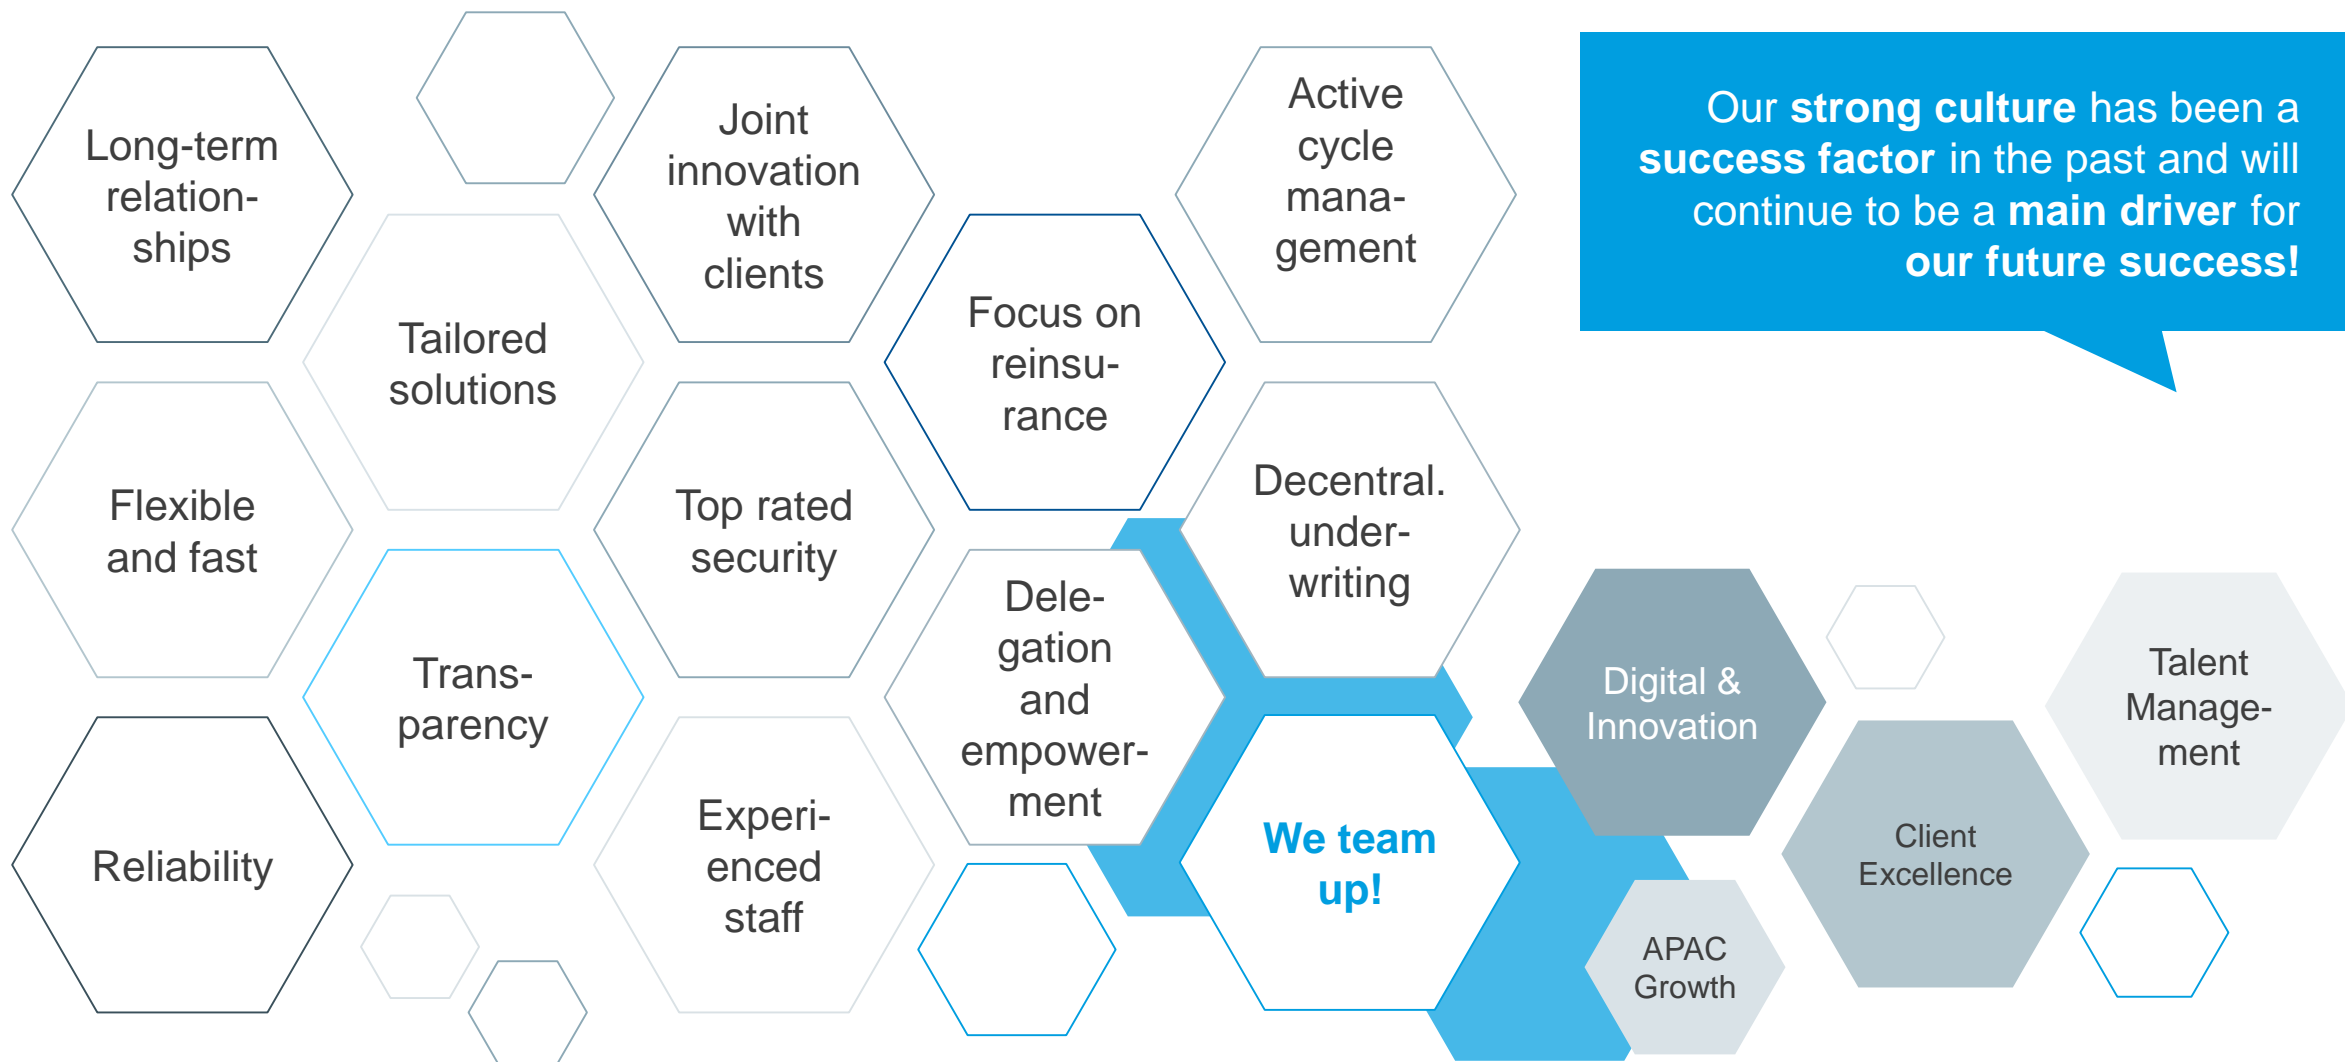 Long-term
relation-
ships
Joint
innovation
with
clients
Active
cycle
mana-
gement
Our strong culture has been a
success factor in the past and will
continue to be a main driver for
our future success!
Tailored
solutions
Focus on
reinsu-
rance
Flexible
and fast
Top rated
security
Decentral.
under-
writing
Trans-
parency
Dele-
gation
and
empower-
ment
Digital &
Innovation
Talent
Manage-
ment
Reliability
Experi-
enced
staff
We team
up!
Client
Excellence
APAC
Growth